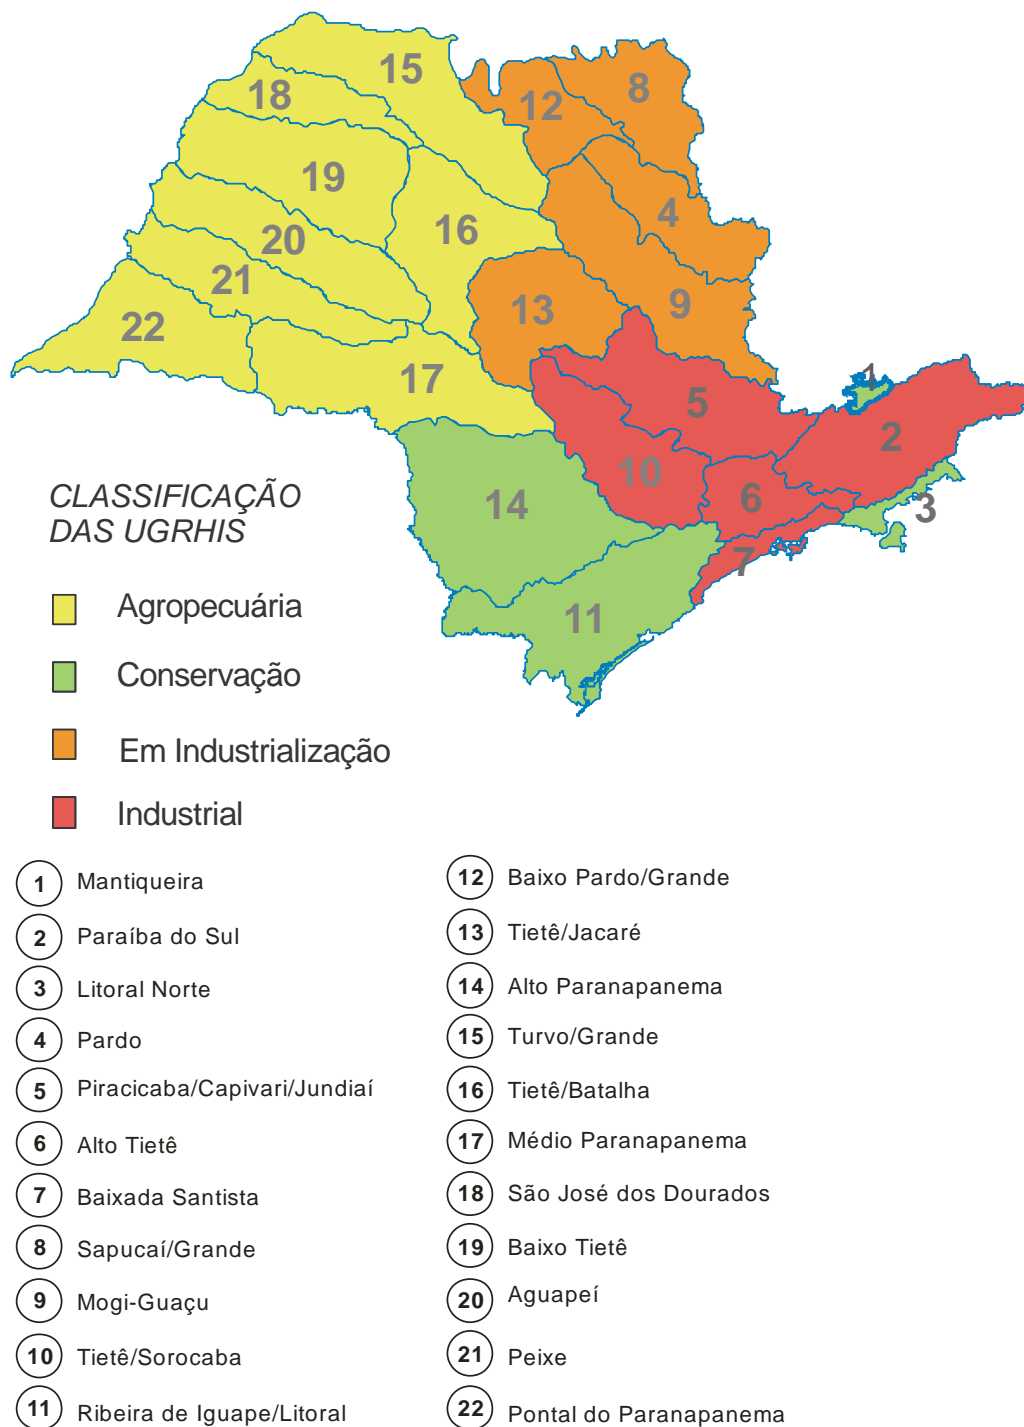 15
18
12
8
19
4
16
20
21
13
9
22
17
1
5
2
10
6
14
3
7
11
CLASSIFICAÇÃO
DAS UGRHIS
Agropecuária
Conservação
Em Industrialização
Industrial
1 Mantiqueira
2 Paraíba do Sul
3 Litoral Norte
4 Pardo
5 Piracicaba/Capivari/Jundiaí
6 Alto Tietê
7 Baixada Santista
8 Sapucaí/Grande
9 Mogi-Guaçu
10 Tietê/Sorocaba
11 Ribeira de Iguape/Litoral
12 Baixo Pardo/Grande
13 Tietê/Jacaré
14 Alto Paranapanema
15 Turvo/Grande
16 Tietê/Batalha
17 Médio Paranapanema
18 São José dos Dourados
19 Baixo Tietê
20 Aguapeí
21 Peixe
22 Pontal do Paranapanema